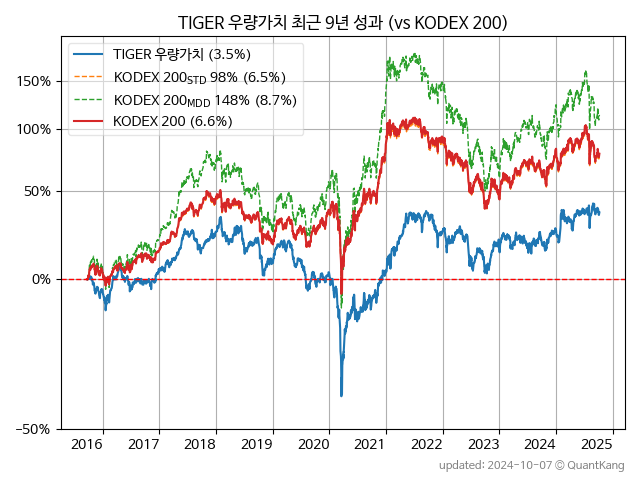 TIGER 우량가치 최근 9년 성과 (vs KODEX 200)
TIGER 우량가치 (3.5%)
KODEX 200STD 98% (6.5%)
KODEX 200MDD 148% (8.7%)
KODEX 200 (6.6%)
150%
100%
50%
0%
−50%
2016 2017 2018 2019 2020 2021 2022 2023 2024 2025
updated: 2024-10-07 © QuantKang